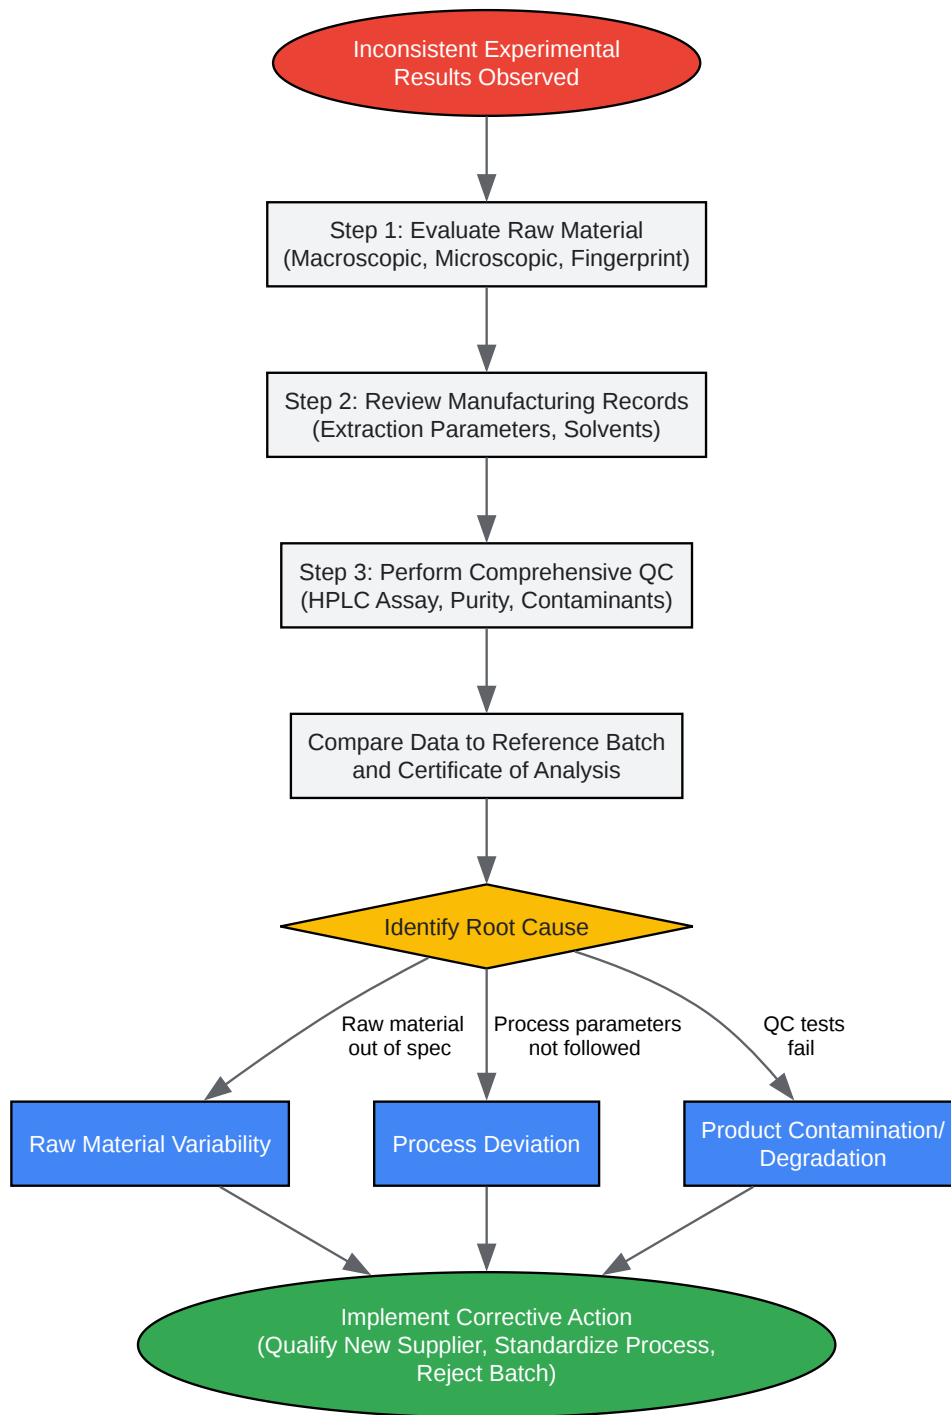 Inconsistent Experimental
Results Observed
Step 1: Evaluate Raw Material
(Macroscopic, Microscopic, Fingerprint)
Step 2: Review Manufacturing Records
(Extraction Parameters, Solvents)
Step 3: Perform Comprehensive QC
(HPLC Assay, Purity, Contaminants)
Compare Data to Reference Batch
and Certificate of Analysis
Identify Root Cause
Raw material
out of spec
Process parameters
not followed
QC tests
fail
Raw Material Variability
Process Deviation
Product Contamination/
Degradation
Implement Corrective Action
(Qualify New Supplier, Standardize Process,
Reject Batch)